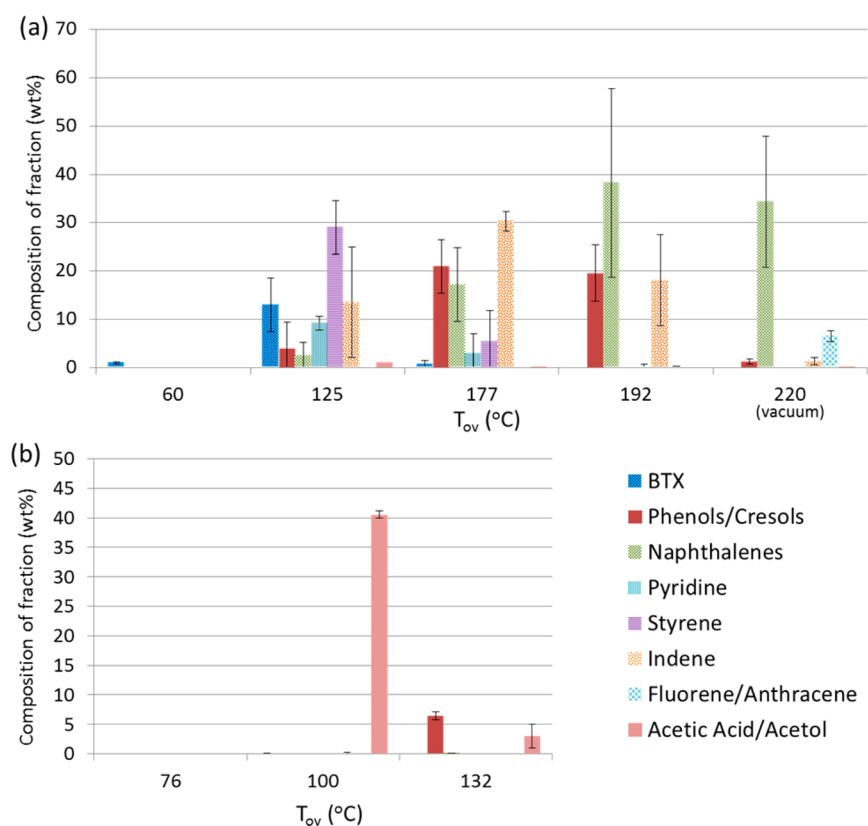 (a)
Composition of fraction (wt%)
70
60
50
40
30
20
10
0
60 125 177 192 220
(vacuum)
Tov (°C)
(b)
Composition of fraction (wt%)
50
45
40
35
30
25
20
15
10
5
0
76 100 132
Tov (°C)
BTX
Phenols/Cresols
Naphthalenes
Pyridine
Styrene
Indene
Fluorene/Anthracene
Acetic Acid/Acetol